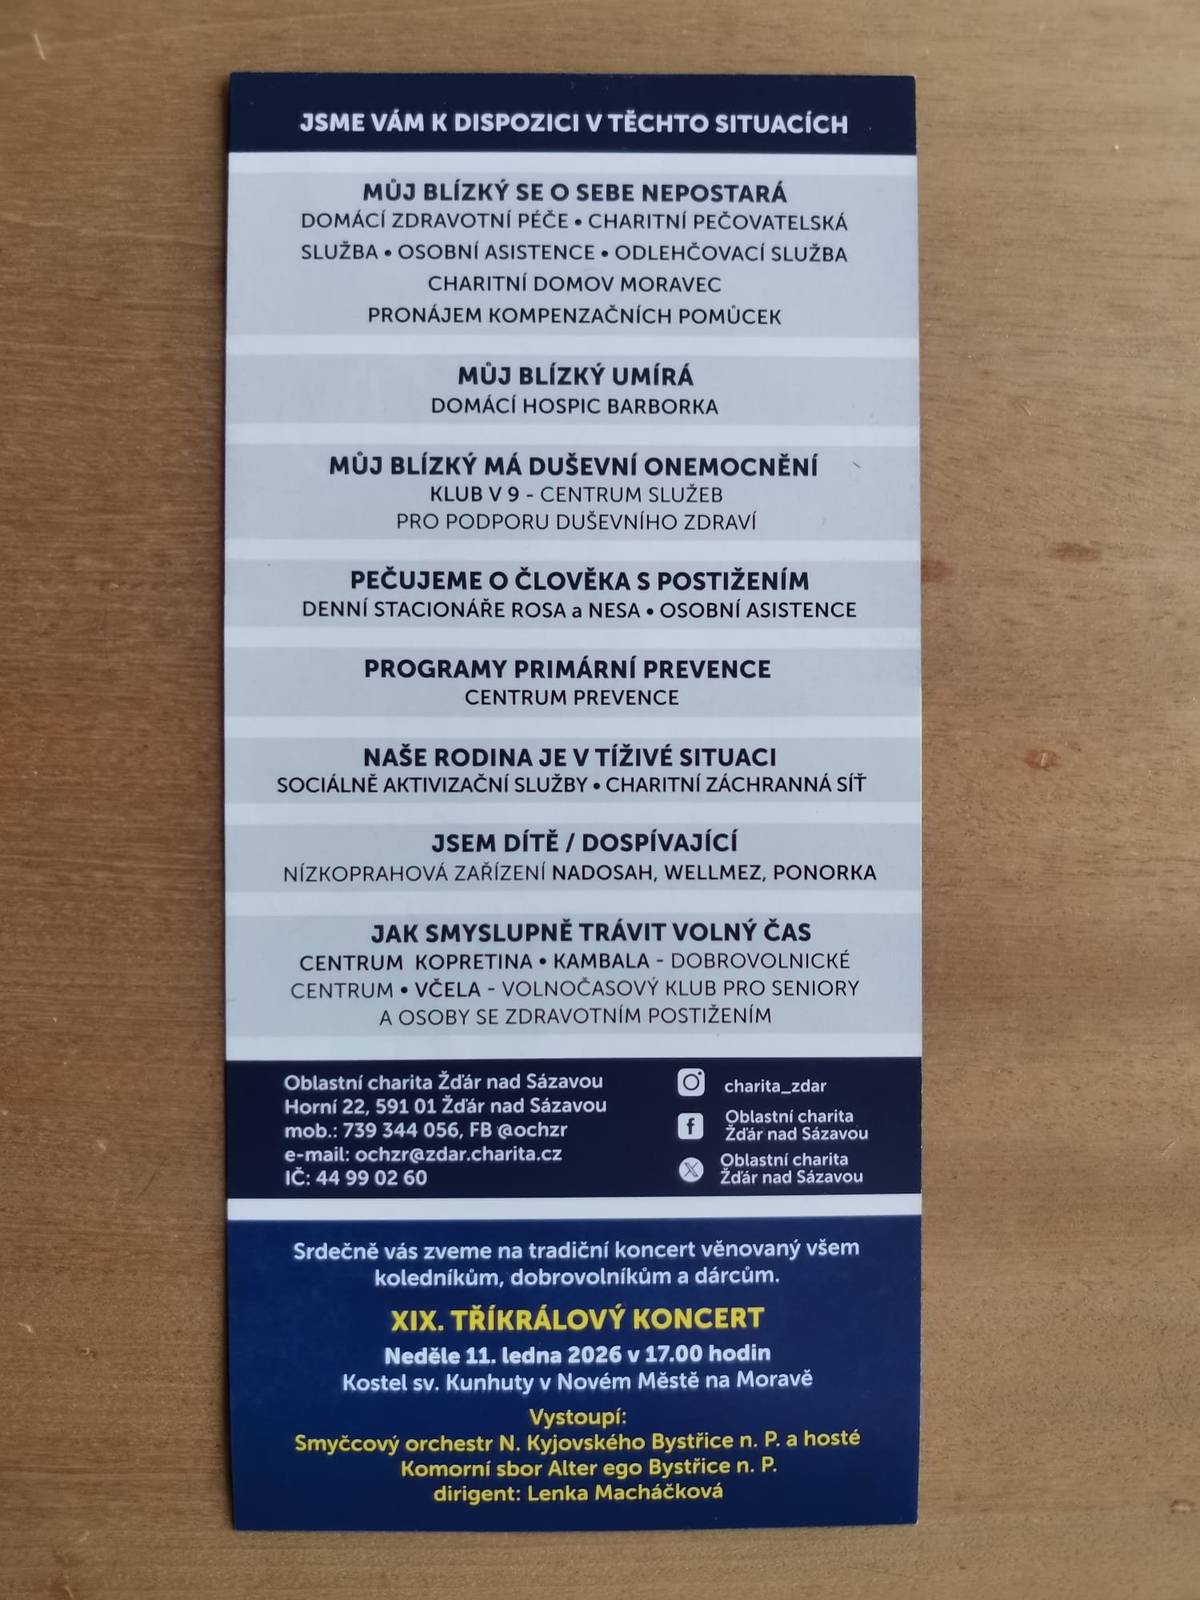 JSME VÁM K DISPOZICI V TĚCHTO SITUACÍCH
MŮJ BLÍZKÝ SE O SEBE NEPOSTARÁ
DOMÁCÍ ZDRAVOTNÍ PÉČE • CHARITNÍ PEČOVATELSKÁ
SLUŽBA • OSOBNÍ ASISTENCE • ODLEHČOVACÍ SLUŽBA
CHARITNÍ DOMOV MORAVEC
PRONÁJEM KOMPENZAČNÍCH POMŮCEK
MŮJ BLÍZKÝ UMÍRÁ
DOMÁCÍ HOSPIC BARBORKA
MŮJ BLÍZKÝ MÁ DUŠEVNÍ ONEMOCNĚNÍ
KLUB V 9 - CENTRUM SLUŽEB
PRO PODPORU DUŠEVNÍHO ZDRAVÍ
PEČUJEME O ČLOVĚKA S POSTIŽENÍM
DENNÍ STACIONÁŘE ROSA a NESA • OSOBNÍ ASISTENCE
PROGRAMY PRIMÁRNÍ PREVENCE
CENTRUM PREVENCE
NAŠE RODINA JE V TÍŽIVÉ SITUACI
SOCIÁLNĚ AKTIVIZAČNÍ SLUŽBY • CHARITNÍ ZÁCHRANNÁ SÍŤ
JSEM DÍTĚ / DOSPÍVAJÍCÍ
NÍZKOPRAHOVÁ ZAŘÍZENÍ NADOSAH, WELLMEZ, PONORKA
JAK SMYSLUPNĚ TRÁVIT VOLNÝ ČAS
CENTRUM KOPRETINA • KAMBALA - DOBROVOLNICKÉ
CENTRUM • VČELA - VOLNOČASOVÝ KLUB PRO SENIORY
A OSOBY SE ZDRAVOTNÍM POSTIŽENÍM
Oblastní charita Žďár nad Sázavou
Horní 22, 591 01 Žďár nad Sázavou
mob.: 739 344 056, FB @ochzr
e-mail: ochzr@zdar.charita.cz
IČ: 44 99 02 60
charita_zdar
Oblastní charita
Žďár nad Sázavou
Oblastní charita
Žďár nad Sázavou
Srdečně vás zveme na tradiční koncert věnovaný všem
koledníkům, dobrovolníkům a dárcům.
XIX. TŘÍKRÁLOVÝ KONCERT
Neděle 11. ledna 2026 v 17.00 hodin
Kostel sv. Kunhuty v Novém Městě na Moravě
Vystoupí:
Smyčcový orchestr N. Kyjovského Bystřice n. P. a hosté
Komorní sbor Alter ego Bystřice n. P.
dirigent: Lenka Macháčková